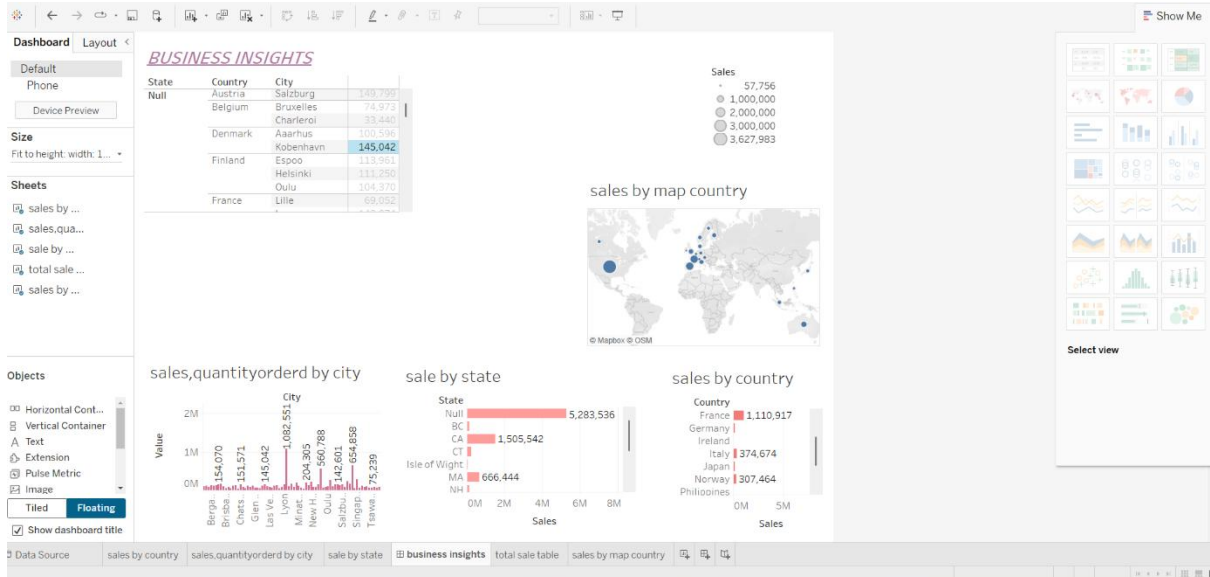 Show Me
Dashboard Layout <
Default
Phone
Device Preview
Size
Fit to height: width: 1...
Sheets
sales by ...
sales,qua...
sale by ...
total sale ...
sales by ...
Objects
Horizontal Cont...
Vertical Container
A Text
Extension
Pulse Metric
Image
Tiled Floating
Show dashboard title
BUSINESS INSIGHTS
State Country City
Null Austria Salzburg 149,799
Belgium Bruxelles 74,973
Charleroi 33,440
Denmark Aaarhus 100,596
Kobenhavn 145,042
Finland Espoo 113,961
Helsinki 111,250
Oulu 104,370
France Lille 69,052
Sales
57,756
1,000,000
2,000,000
3,000,000
3,627,983
sales by map country
© Mapbox © OSM
sales,quantityorderd by city
City
Value
2M
1M
0M
154,070
151,571
145,042
1,082,551
204,305
560,788
142,601
654,858
75,239
Berga..
Brisba..
Chats..
Glen..
Las Ve..
Lyon
Minat..
New H..
Oulu
Salzbu..
Singap..
Tsawa..
sale by state
State
Null 5,283,536
BC
CA 1,505,542
CT
Isle of Wight
MA 666,444
NH
0M 2M 4M 6M 8M
Sales
sales by country
Country
France 1,110,917
Germany
Ireland
Italy 374,674
Japan
Norway 307,464
Philippines
0M 5M
Sales
Select view
Data Source sales by country sales,quantityorderd by city sale by state business insights total sale table sales by map country